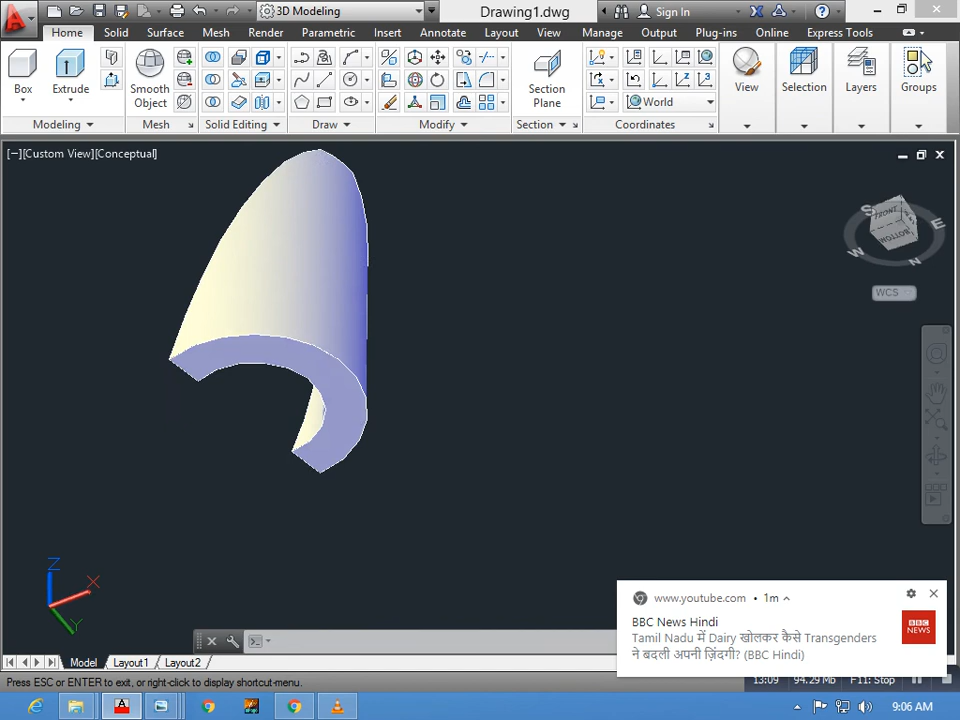 3D Modeling
Drawing1.dwg
Sign In
Home Solid Surface Mesh Render Parametric Insert Annotate Layout View Manage Output Plug-ins Online Express Tools
Box
Extrude
Smooth
Object
Section
Plane
World
View
Selection
Layers
Groups
Modeling
Mesh
Solid Editing
Draw
Modify
Section
Coordinates
[−][Custom View][Conceptual]
S
FRONT
E
BOTTOM
W
N
WCS
Z
X
Y
www.youtube.com • 1m
BBC News Hindi
Tamil Nadu में Dairy खोलकर कैसे Transgenders
ने बदली अपनी ज़िंदगी? (BBC Hindi)
BBC
NEWS
Model Layout1 Layout2
Press ESC or ENTER to exit, or right-click to display shortcut-menu.
13:09 94.29 Mb F11: Stop
9:06 AM